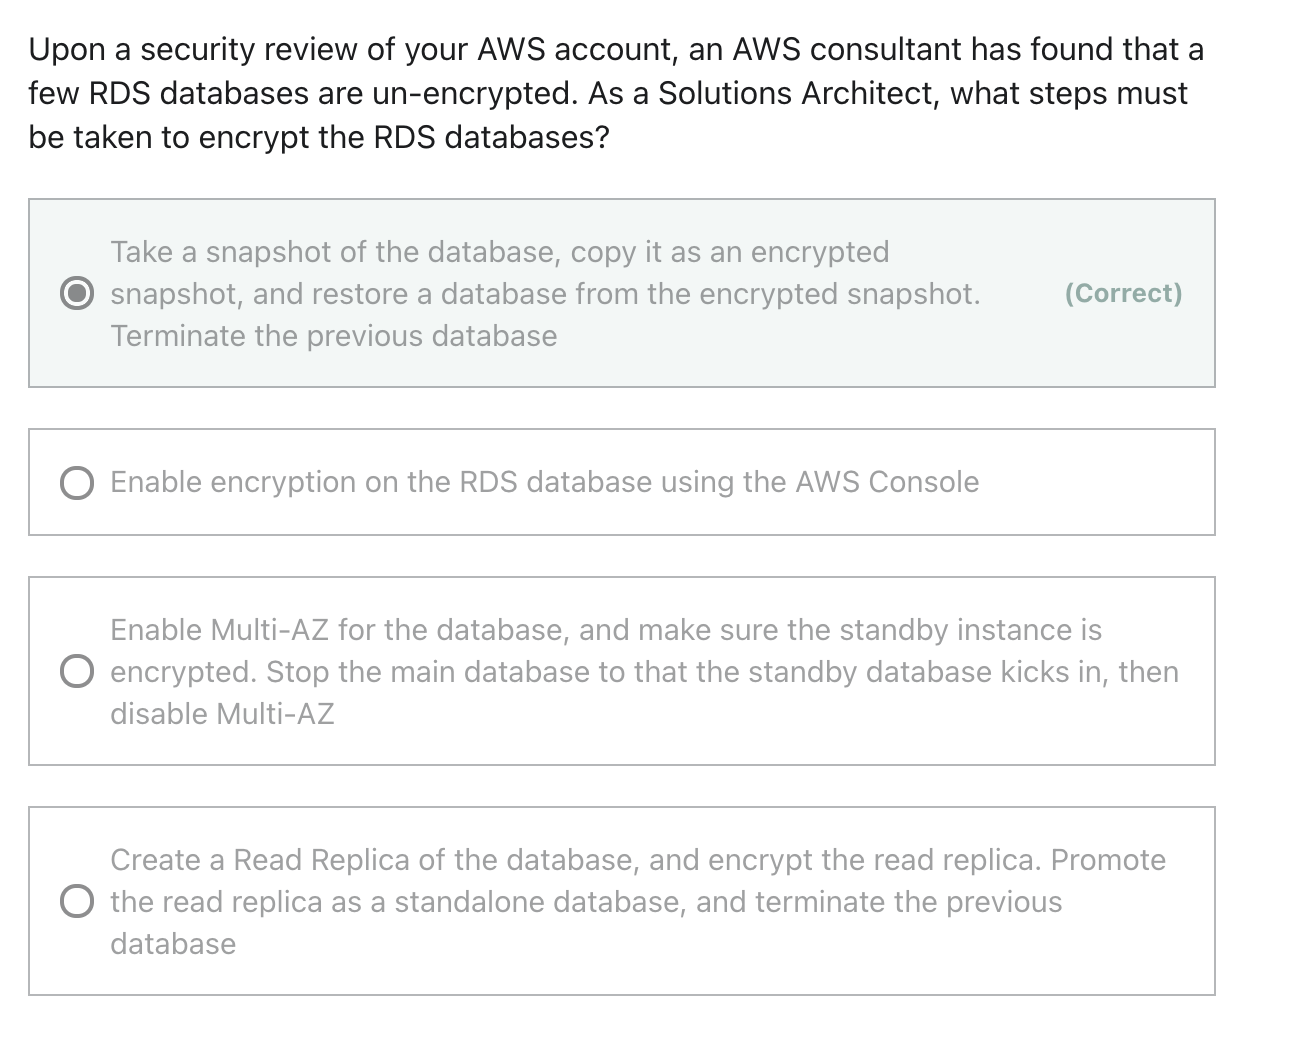 Upon a security review of your AWS account, an AWS consultant has found that a
few RDS databases are un-encrypted. As a Solutions Architect, what steps must
be taken to encrypt the RDS databases?
Take a snapshot of the database, copy it as an encrypted
snapshot, and restore a database from the encrypted snapshot.
Terminate the previous database
(Correct)
Enable encryption on the RDS database using the AWS Console
Enable Multi-AZ for the database, and make sure the standby instance is
encrypted. Stop the main database to that the standby database kicks in, then
disable Multi-AZ
Create a Read Replica of the database, and encrypt the read replica. Promote
the read replica as a standalone database, and terminate the previous
database